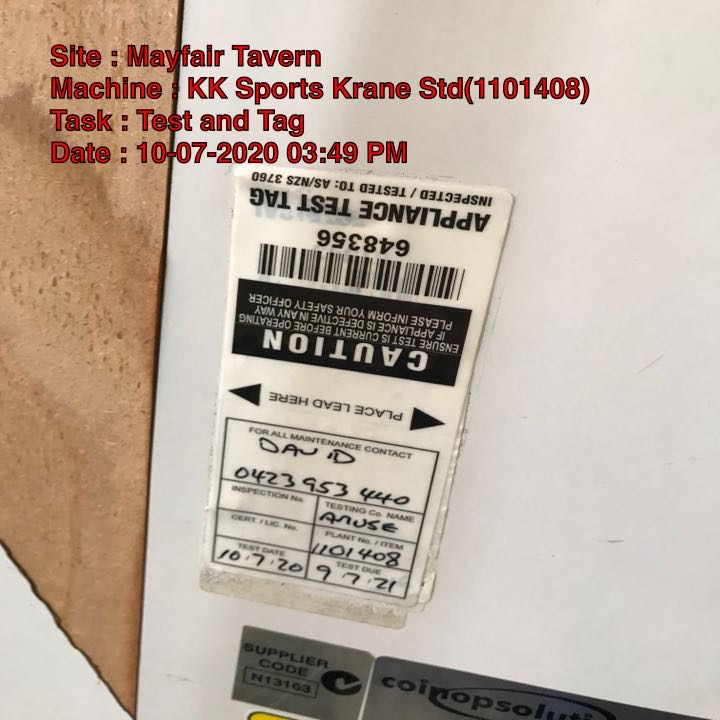 Site : Mayfair Tavern
Machine : KK Sports Krane Std(1101408)
Task : Test and Tag
Date : 10-07-2020 03:49 PM
APPLIANCE TEST TAG
INSPECTED / TESTED TO: AS/NZS 3760
648356
CAUTION
ENSURE TEST IS CURRENT BEFORE OPERATING
IF APPLIANCE IS DEFECTIVE IN ANY WAY
PLEASE INFORM YOUR SAFETY OFFICER
PLACE LEAD HERE
FOR ALL MAINTENANCE CONTACT
DAVID
0423 953 440
INSPECTION No.
TESTING Co. NAME
AMUSE
CERT. / LIC. No.
PLANT No. / ITEM
1101408
TEST DATE
10.7.20
TEST DUE
9.7.21
SUPPLIER
CODE
N13163
coinopsoluti